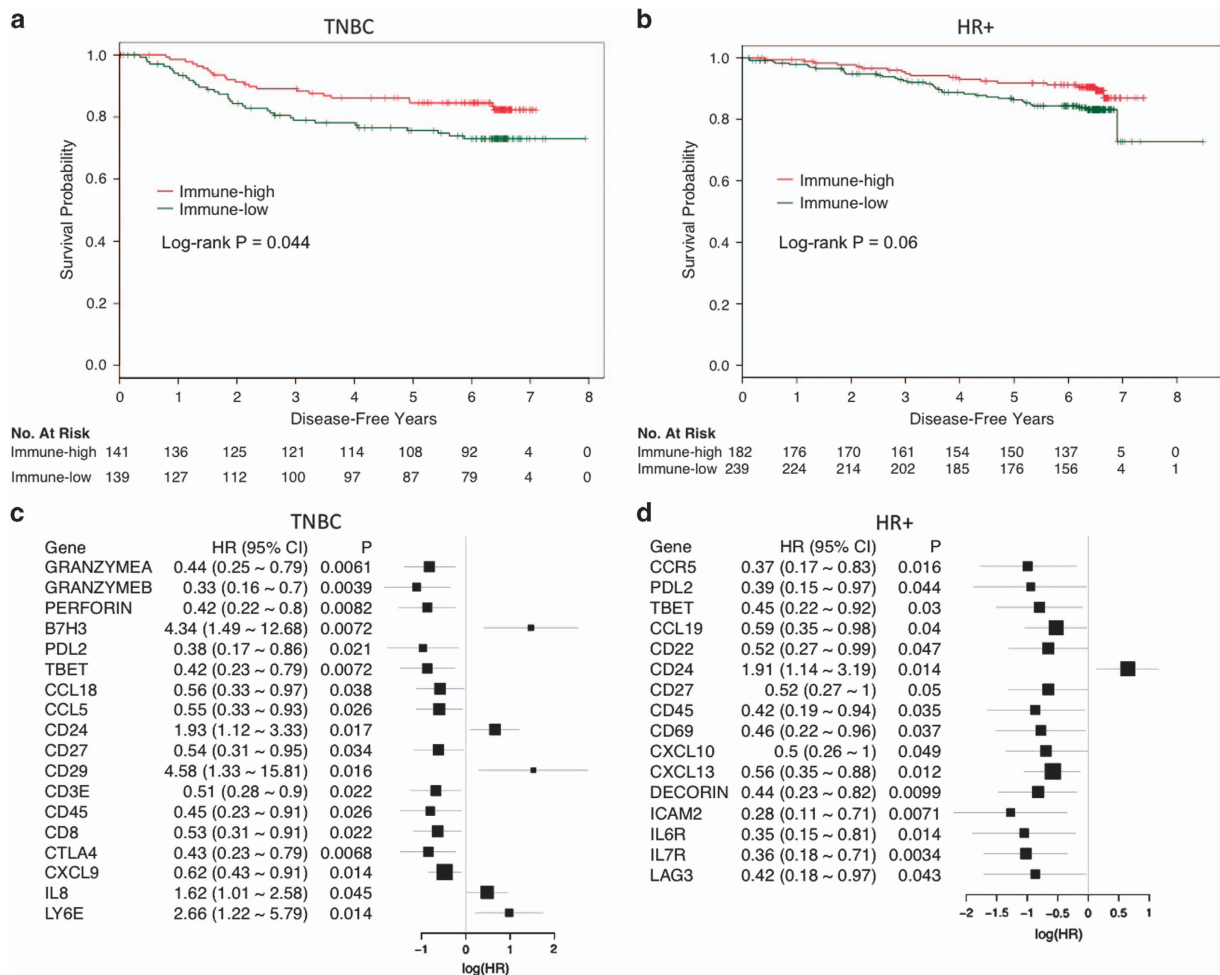 a
TNBC
1.0
0.8
0.6
0.4
0.2
0.0
Survival Probability
Immune-high
Immune-low
Log-rank P = 0.044
0 1 2 3 4 5 6 7 8
Disease-Free Years
No. At Risk
Immune-high 141 136 125 121 114 108 92 4 0
Immune-low 139 127 112 100 97 87 79 4 0
b
HR+
1.0
0.8
0.6
0.4
0.2
0.0
Survival Probability
Immune-high
Immune-low
Log-rank P = 0.06
0 1 2 3 4 5 6 7 8
Disease-Free Years
No. At Risk
Immune-high 182 176 170 161 154 150 137 5 0
Immune-low 239 224 214 202 185 176 156 4 1
c
TNBC
Gene HR (95% CI) P
GRANZYMEA 0.44 (0.25 ~ 0.79) 0.0061
GRANZYMEB 0.33 (0.16 ~ 0.7) 0.0039
PERFORIN 0.42 (0.22 ~ 0.8) 0.0082
B7H3 4.34 (1.49 ~ 12.68) 0.0072
PDL2 0.38 (0.17 ~ 0.86) 0.021
TBET 0.42 (0.23 ~ 0.79) 0.0072
CCL18 0.56 (0.33 ~ 0.97) 0.038
CCL5 0.55 (0.33 ~ 0.93) 0.026
CD24 1.93 (1.12 ~ 3.33) 0.017
CD27 0.54 (0.31 ~ 0.95) 0.034
CD29 4.58 (1.33 ~ 15.81) 0.016
CD3E 0.51 (0.28 ~ 0.9) 0.022
CD45 0.45 (0.23 ~ 0.91) 0.026
CD8 0.53 (0.31 ~ 0.91) 0.022
CTLA4 0.43 (0.23 ~ 0.79) 0.0068
CXCL9 0.62 (0.43 ~ 0.91) 0.014
IL8 1.62 (1.01 ~ 2.58) 0.045
LY6E 2.66 (1.22 ~ 5.79) 0.014
−1 0 1 2
log(HR)
d
HR+
Gene HR (95% CI) P
CCR5 0.37 (0.17 ~ 0.83) 0.016
PDL2 0.39 (0.15 ~ 0.97) 0.044
TBET 0.45 (0.22 ~ 0.92) 0.03
CCL19 0.59 (0.35 ~ 0.98) 0.04
CD22 0.52 (0.27 ~ 0.99) 0.047
CD24 1.91 (1.14 ~ 3.19) 0.014
CD27 0.52 (0.27 ~ 1) 0.05
CD45 0.42 (0.19 ~ 0.94) 0.035
CD69 0.46 (0.22 ~ 0.96) 0.037
CXCL10 0.5 (0.26 ~ 1) 0.049
CXCL13 0.56 (0.35 ~ 0.88) 0.012
DECORIN 0.44 (0.23 ~ 0.82) 0.0099
ICAM2 0.28 (0.11 ~ 0.71) 0.0071
IL6R 0.35 (0.15 ~ 0.81) 0.014
IL7R 0.36 (0.18 ~ 0.71) 0.0034
LAG3 0.42 (0.18 ~ 0.97) 0.043
−2 −1.5 −1 −0.5 0 0.5 1
log(HR)